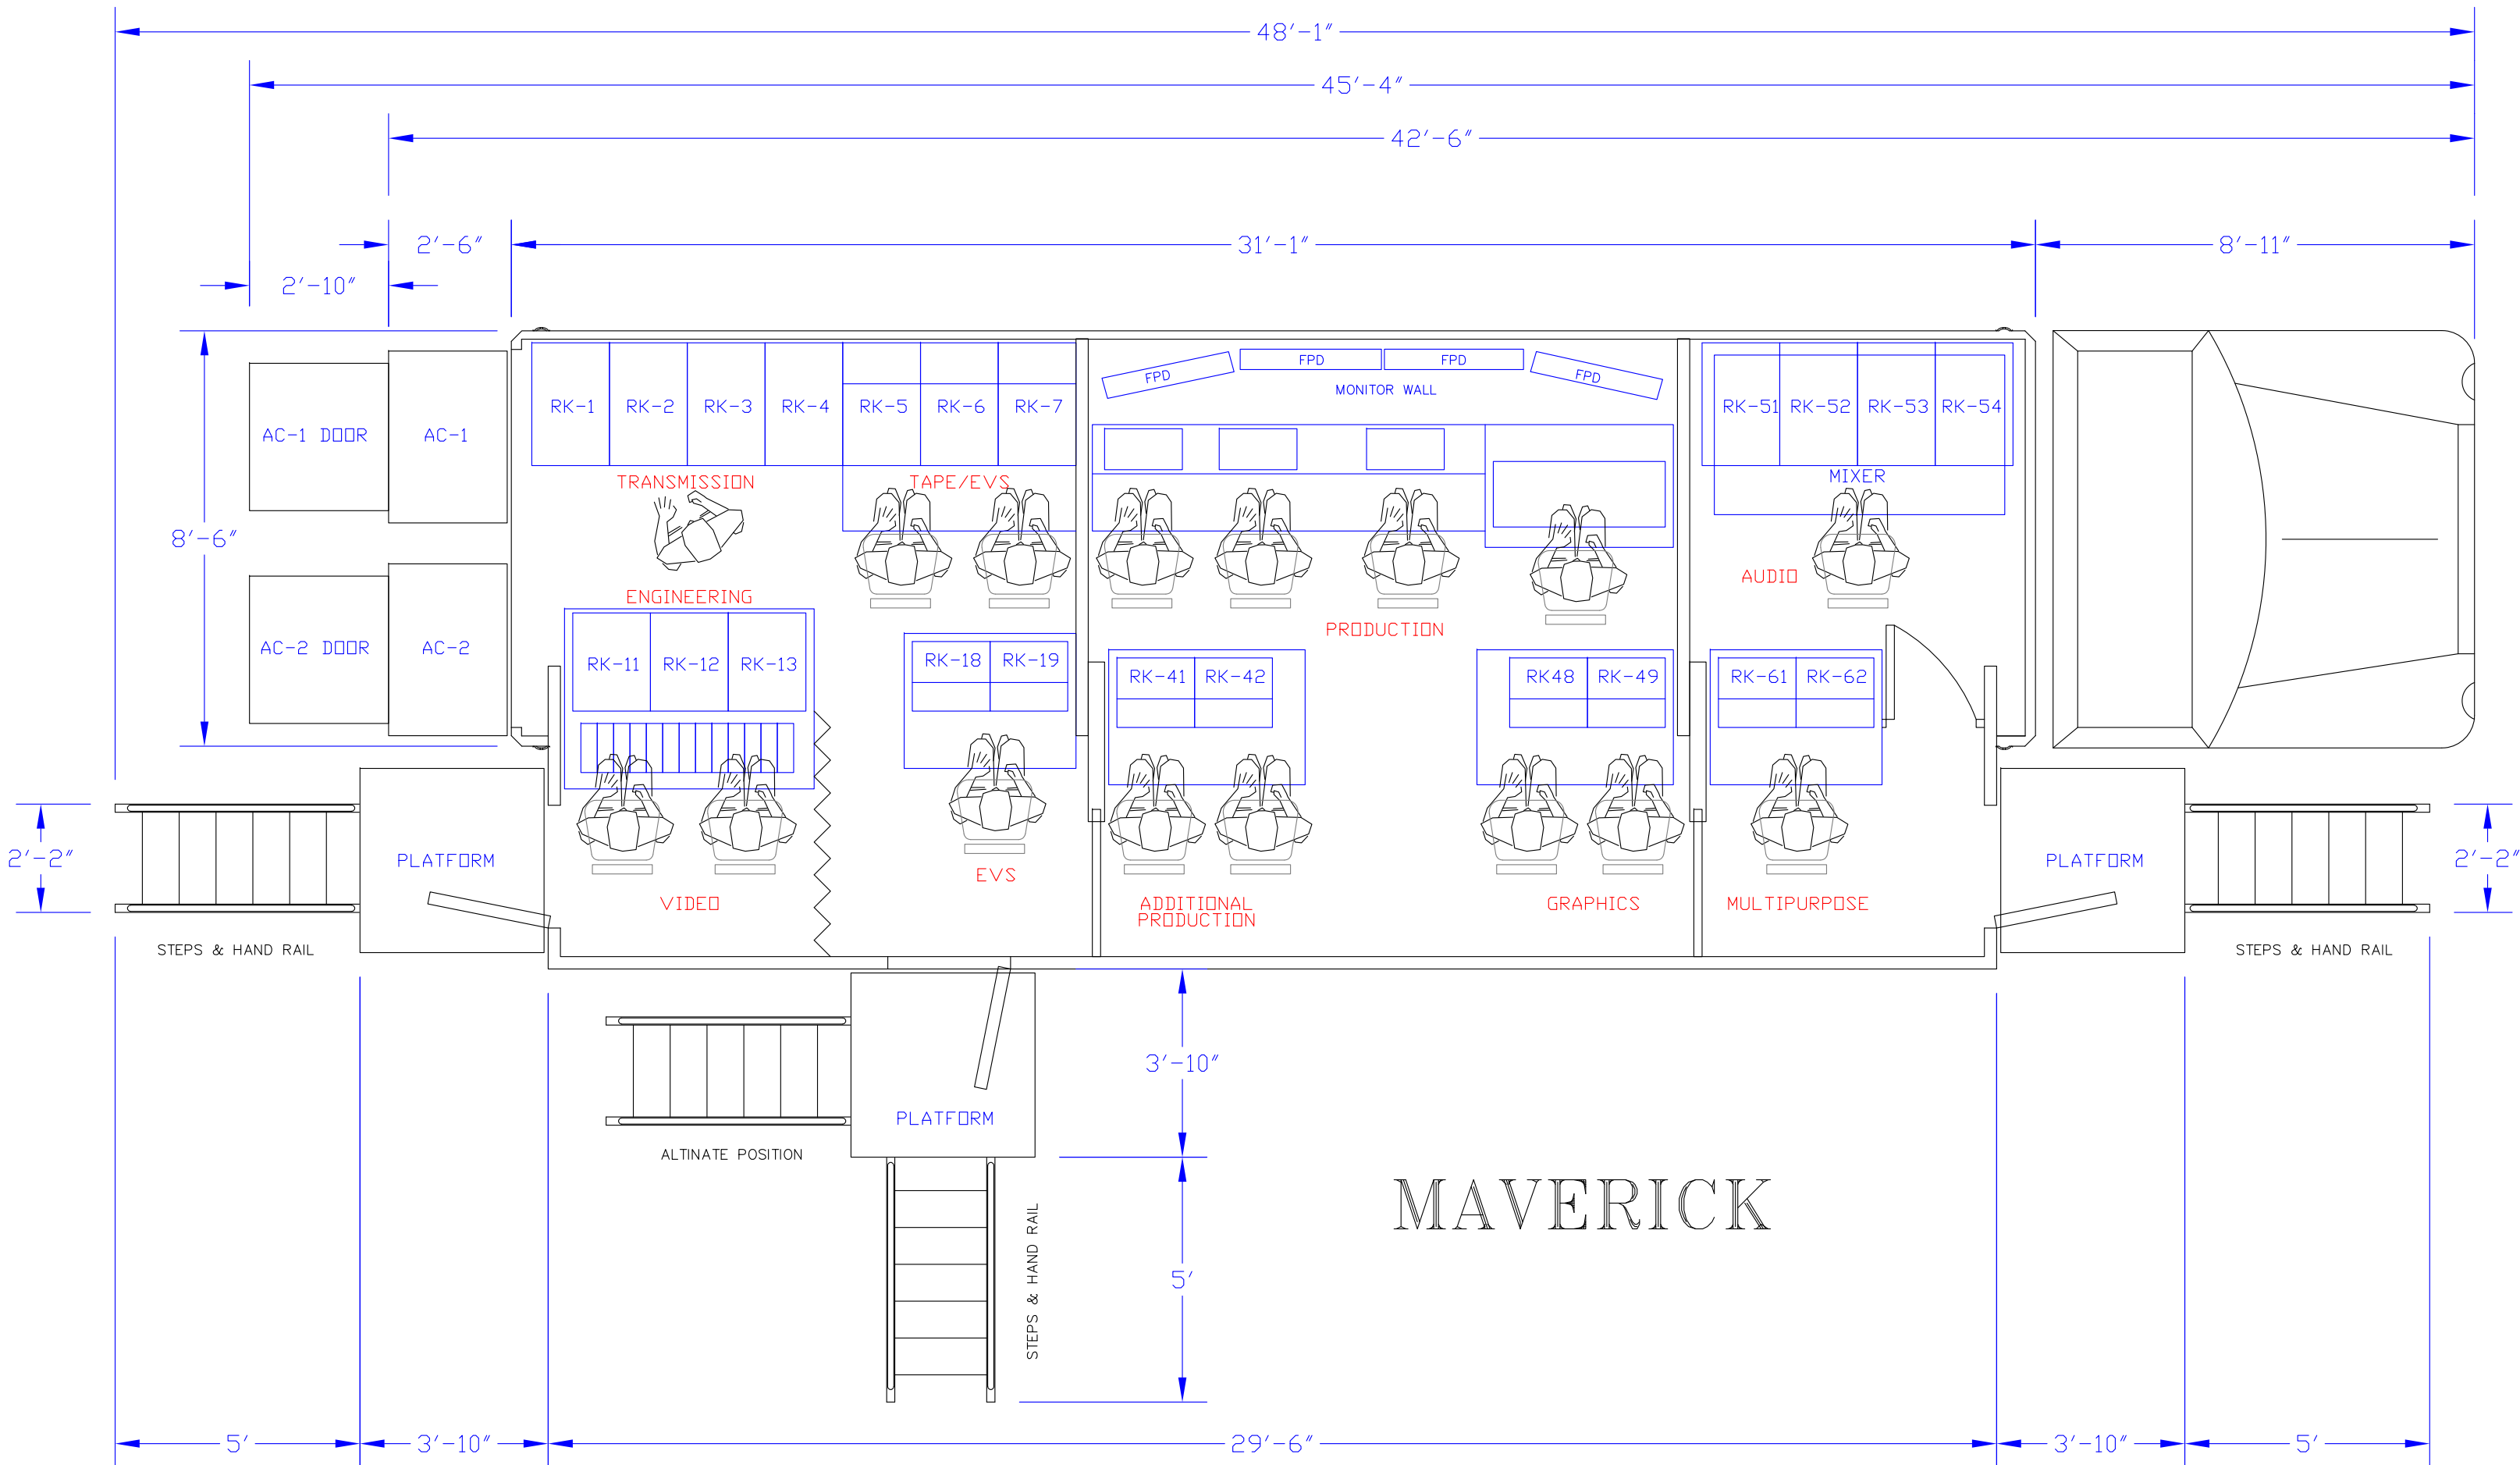 48'-1"
45'-4"
42'-6"
2'-6"
31'-1"
8'-11"
2'-10"
FPD
FPD
FPD
FPD
MONITOR WALL
RK-1
RK-2
RK-3
RK-4
RK-5
RK-6
RK-7
RK-51
RK-52
RK-53
RK-54
AC-1 DOOR
AC-1
TRANSMISSION
TAPE/EVS
MIXER
8'-6"
AUDIO
ENGINEERING
PRODUCTION
AC-2 DOOR
AC-2
RK-11
RK-12
RK-13
RK-18
RK-19
RK-41
RK-42
RK48
RK-49
RK-61
RK-62
2'-2"
PLATFORM
PLATFORM
2'-2"
EVS
VIDEO
ADDITIONAL
PRODUCTION
GRAPHICS
MULTIPURPOSE
STEPS & HAND RAIL
STEPS & HAND RAIL
3'-10"
PLATFORM
ALTINATE POSITION
MAVERICK
STEPS & HAND RAIL
5'
5'
3'-10"
29'-6"
3'-10"
5'